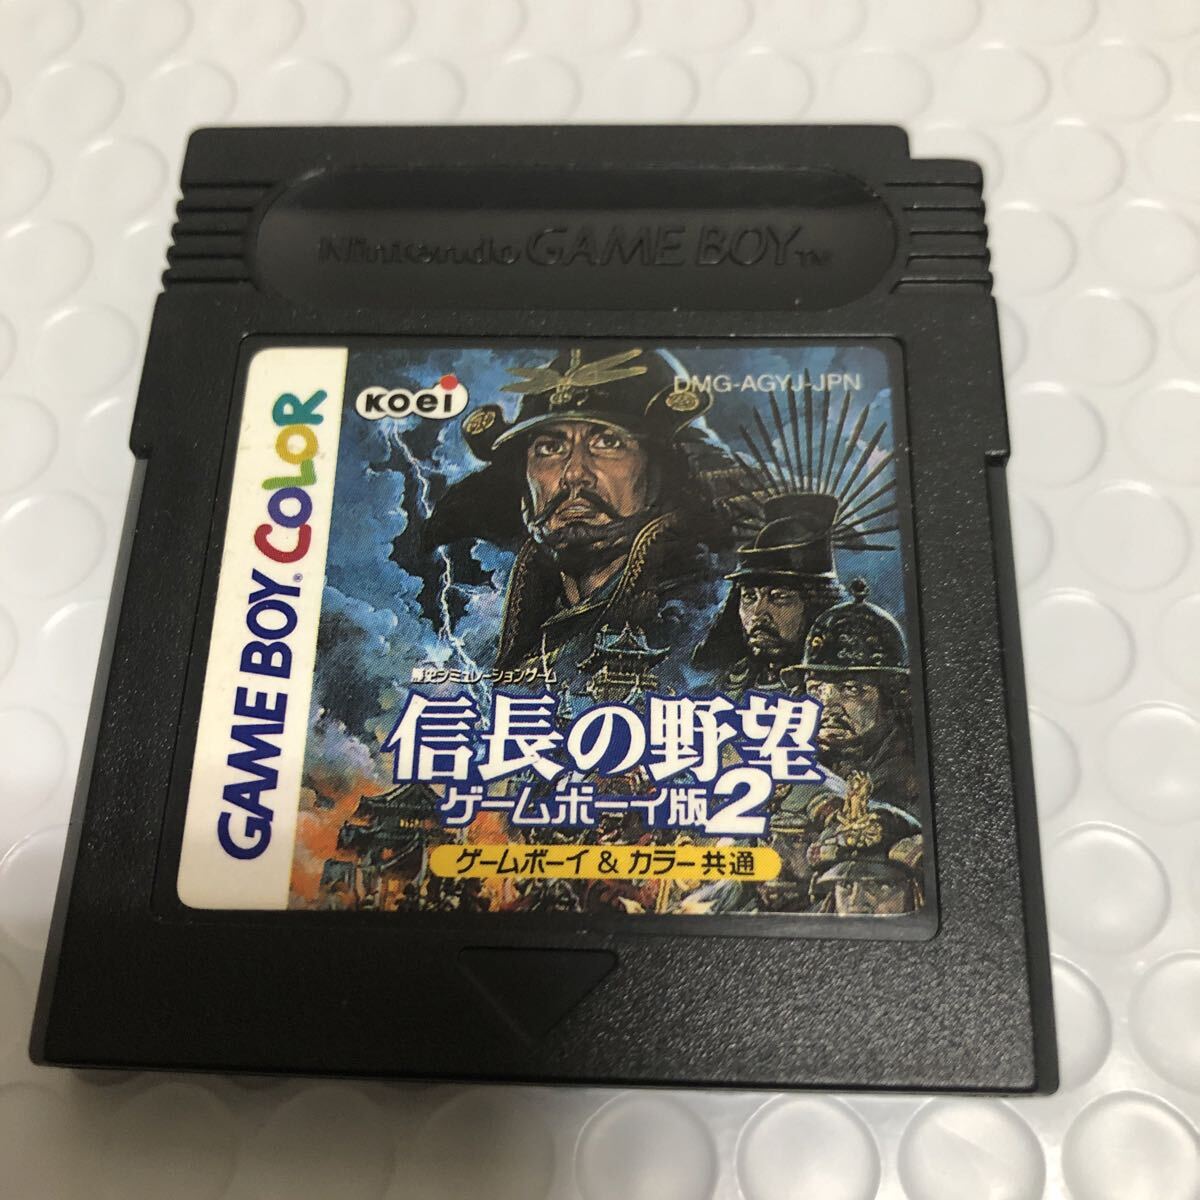 Nintendo GAME BOY™
KOEI
DMG-AGYJ-JPN
GAME BOY® COLOR
歴史シミュレーションゲーム
信長の野望
ゲームボーイ版2
ゲームボーイ & カラー共通